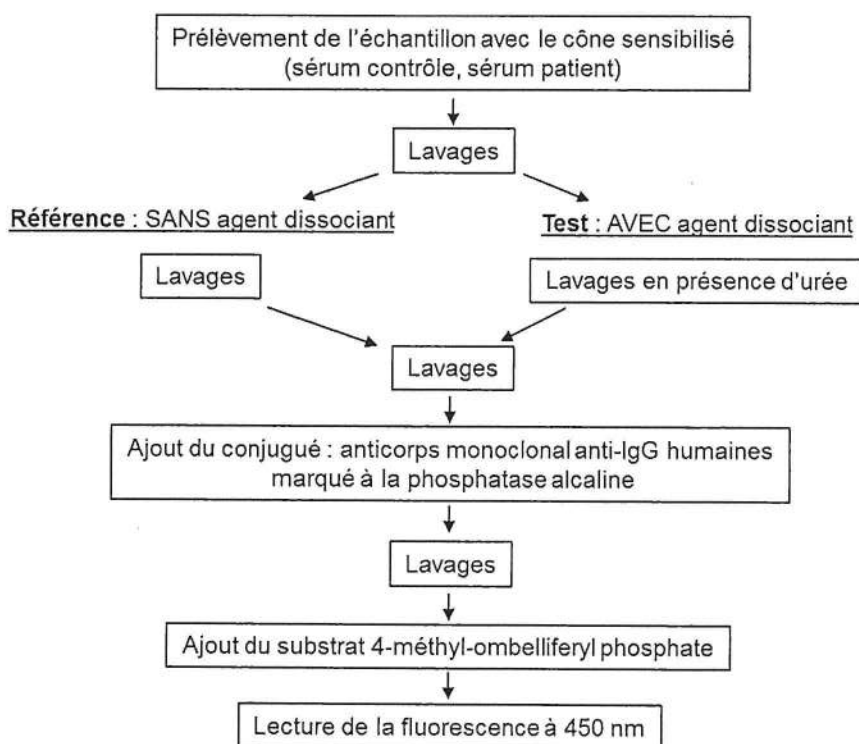 Prélèvement de l'échantillon avec le cône sensibilisé
(sérum contrôle, sérum patient)
Lavages
Référence : SANS agent dissociant
Test : AVEC agent dissociant
Lavages
Lavages en présence d'urée
Lavages
Ajout du conjugué : anticorps monoclonal anti-IgG humaines
marqué à la phosphatase alcaline
Lavages
Ajout du substrat 4-méthyl-ombelliferyl phosphate
Lecture de la fluorescence à 450 nm